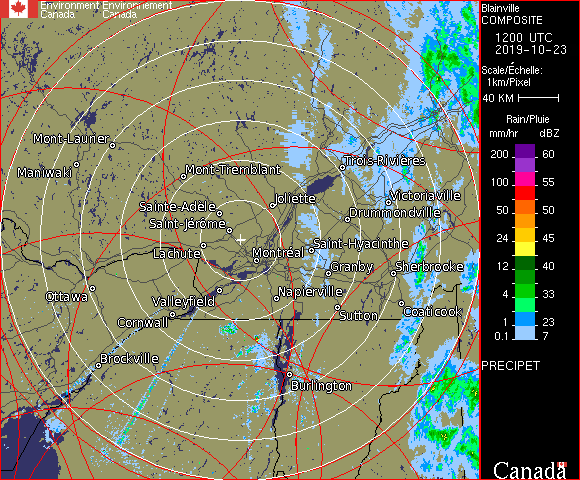 Environment Environnement
Canada Canada
Blainville
COMPOSITE
1200 UTC
2019-10-23
Scale/Échelle:
1km/Pixel
40 KM
Rain/Pluie
mm/hr dBZ
200 60
100 55
50 50
24 45
12 40
4 33
1 23
0.1 7
PRECIPET
Canada
Mont-Laurier
Maniwaki
Mont-Tremblant
Trois-Rivières
Joliette
Victoriaville
Sainte-Adèle
Drummondville
Saint-Jérôme
Lachute
Montréal
Saint-Hyacinthe
Granby
Sherbrooke
Ottawa
Valleyfield
Napierville
Cornwall
Sutton
Coaticook
Brockville
Burlington